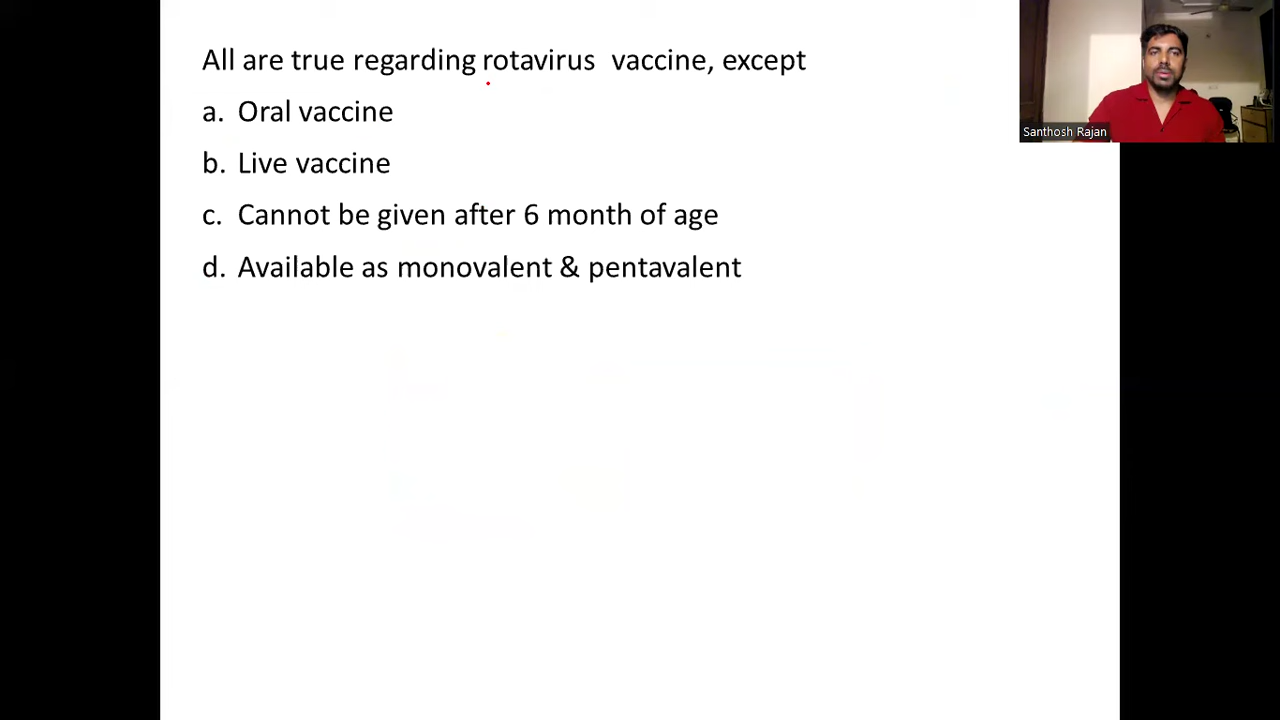 All are true regarding rotavirus vaccine, except
a. Oral vaccine
b. Live vaccine
c. Cannot be given after 6 month of age
d. Available as monovalent & pentavalent
Santhosh Rajan